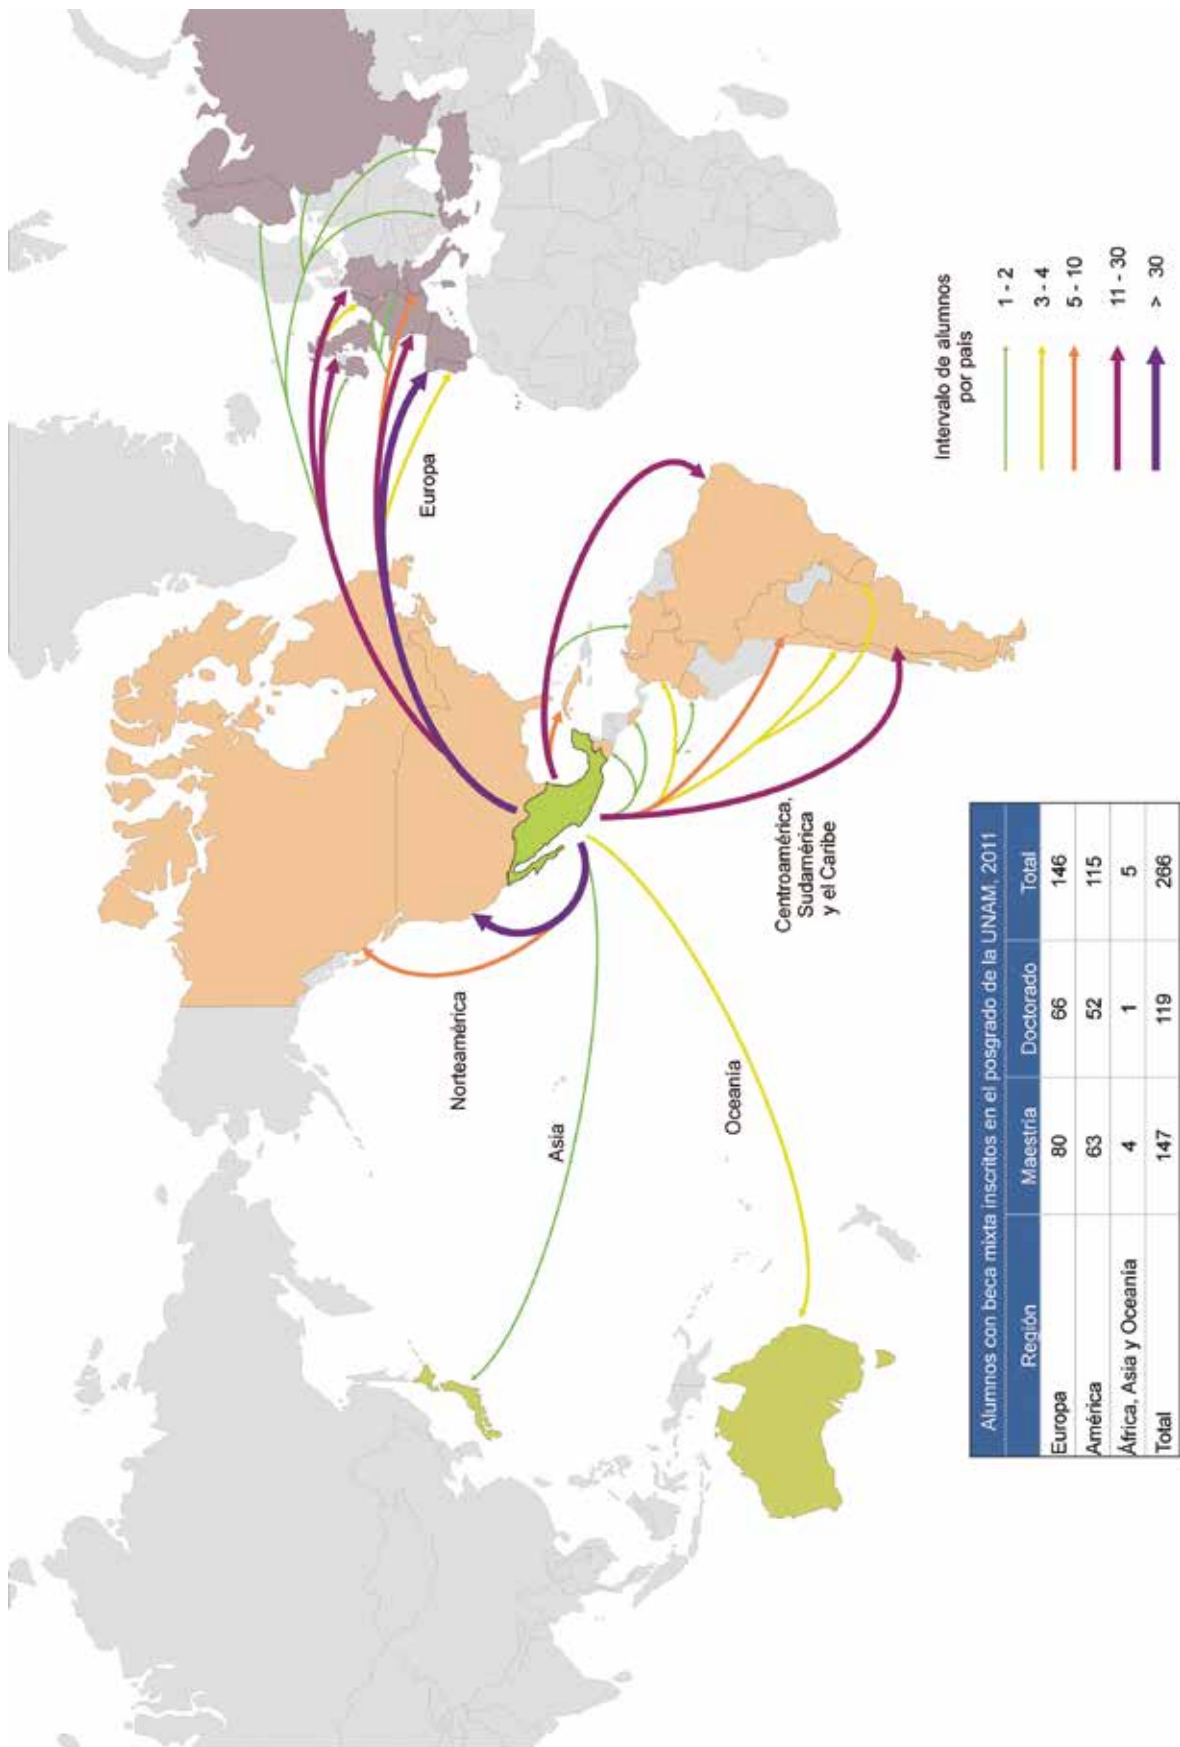 Europa
Norteamérica
Asia
Oceanía
Centroamérica,
Sudamérica
y el Caribe
Intervalo de alumnos
por país
1 - 2
3 - 4
5 - 10
11 - 30
> 30
Alumnos con beca mixta inscritos en el posgrado de la UNAM, 2011
Región Maestría Doctorado Total
Europa 80 66 146
América 63 52 115
África, Asia y Oceanía 4 1 5
Total 147 119 266